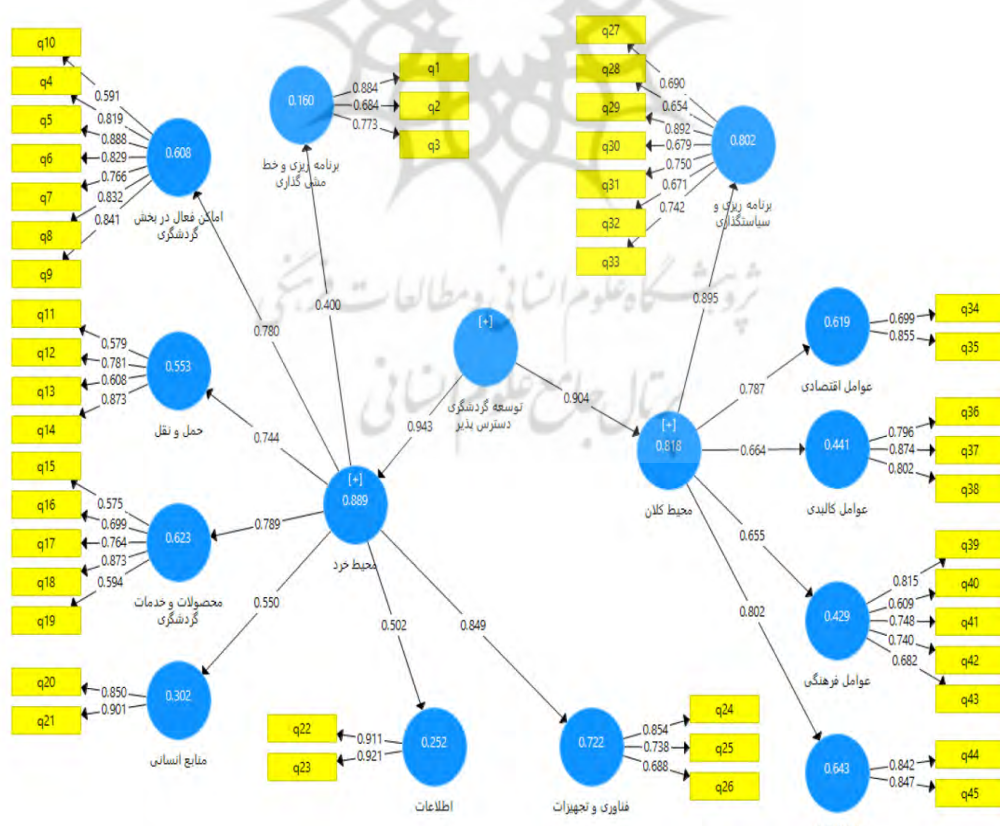 q10
q4
q5
q6
q7
q8
q9
0.591
0.819
0.888
0.829
0.766
0.832
0.841
0.608
اماکن فعال در بخش
گردشگری
0.160
برنامه ریزی و خط
مشی گذاری
0.884
0.684
0.773
q1
q2
q3
q27
q28
q29
q30
q31
q32
q33
0.690
0.654
0.892
0.679
0.750
0.671
0.742
0.802
برنامه ریزی و
سیاستگذاری
پژوهشگاه علوم انسانی و مطالعات فرهنگی
پرتال جامع علوم انسانی
0.780
0.400
0.895
[+]
توسعه گردشگری
دسترس پذیر
0.943
0.904
q11
q12
q13
q14
0.579
0.781
0.608
0.873
0.553
حمل و نقل
0.744
[+]
0.889
محیط خرد
[+]
0.818
محیط کلان
0.787
0.619
عوامل اقتصادی
0.699
0.855
q34
q35
0.664
0.441
عوامل کالبدی
0.796
0.874
0.802
q36
q37
q38
q15
q16
q17
q18
q19
0.575
0.699
0.764
0.873
0.594
0.623
محصولات و خدمات
گردشگری
0.789
0.655
0.429
عوامل فرهنگی
0.815
0.609
0.748
0.740
0.682
q39
q40
q41
q42
q43
0.550
0.502
0.849
0.802
q20
q21
0.850
0.901
0.302
منابع انسانی
q22
q23
0.911
0.921
0.252
اطلاعات
0.722
فناوری و تجهیزات
0.854
0.738
0.688
q24
q25
q26
0.643
0.842
0.847
q44
q45